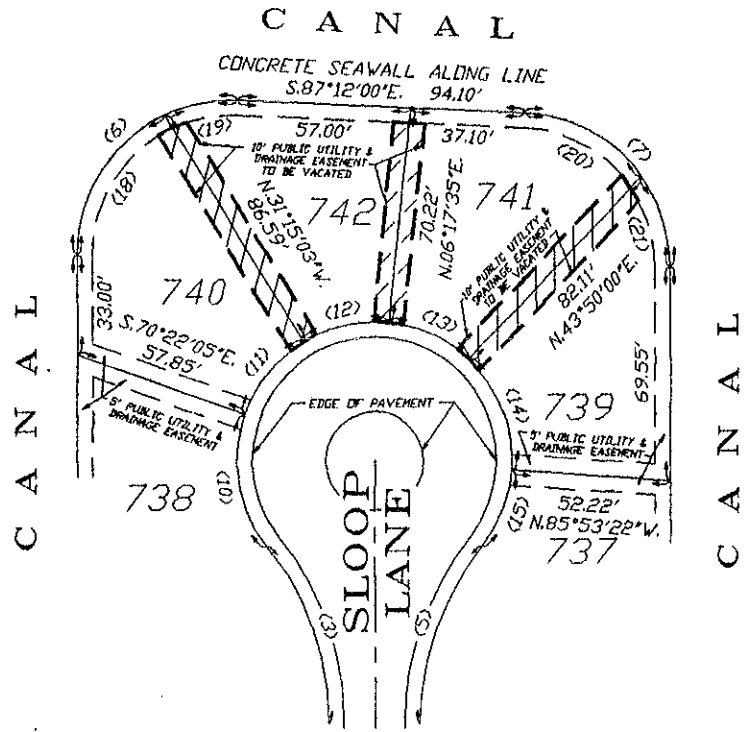 CANAL
CONCRETE SEAWALL ALONG LINE
S.87°12'00"E. 94.10'
(6)
(19)
57.00'
37.10'
(20)
(7)
(18)
10' PUBLIC UTILITY &
DRAINAGE EASEMENT
TO BE VACATED
N.31°15'03"W.
86.59'
742
70.22'
N.06°17'35"E.
741
(21)
10' PUBLIC UTILITY &
DRAINAGE EASEMENT
TO BE VACATED
82.11'
N.43°50'00"E.
740
33.00'
S.70°22'05"E.
57.85'
(11)
(12)
(13)
CANAL
5' PUBLIC UTILITY &
DRAINAGE EASEMENT
EDGE OF PAVEMENT
(14)
739
69.55'
CANAL
5' PUBLIC UTILITY &
DRAINAGE EASEMENT
738
(10)
SLOOP
LANE
(15)
52.22'
N.85°53'22"W.
737
(3)
(5)